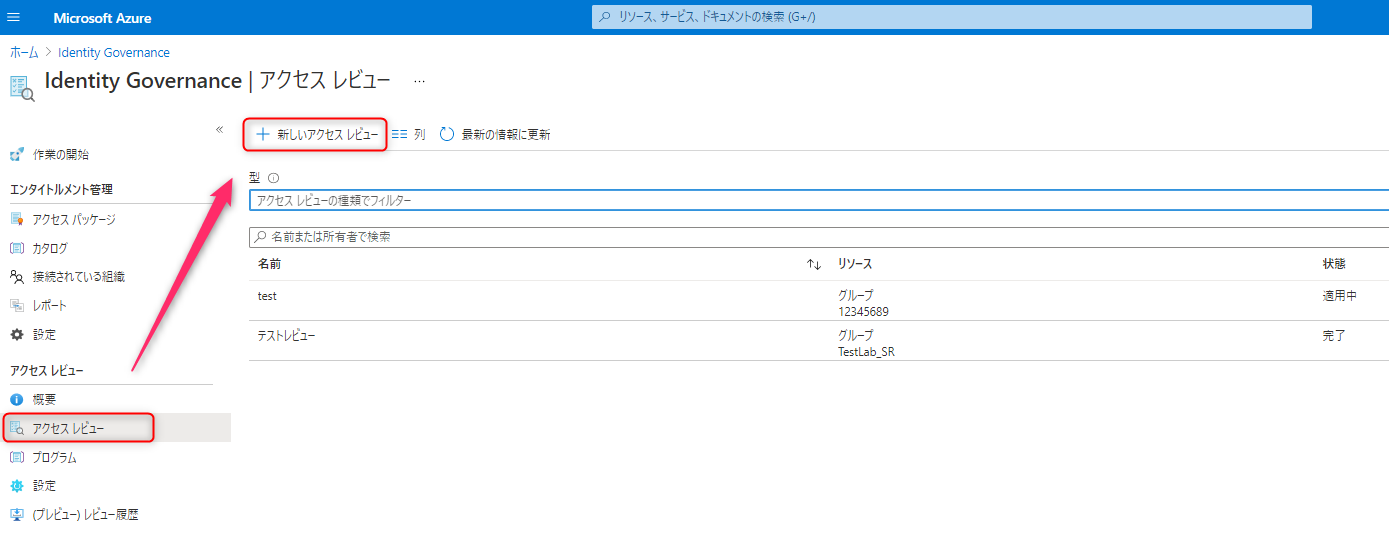 Microsoft Azure
リソース、サービス、ドキュメントの検索 (G+/)
ホーム > Identity Governance
Identity Governance | アクセス レビュー ...
«
+ 新しいアクセス レビュー 列 最新の情報に更新
作業の開始
型
エンタイトルメント管理
アクセス レビューの種類でフィルター
アクセス パッケージ
名前または所有者で検索
カタログ
名前 ↑↓ リソース 状態
接続されている組織
test グループ 適用中
レポート
12345689
設定
テストレビュー グループ 完了
TestLab_SR
アクセス レビュー
概要
アクセス レビュー
プログラム
設定
(プレビュー) レビュー履歴